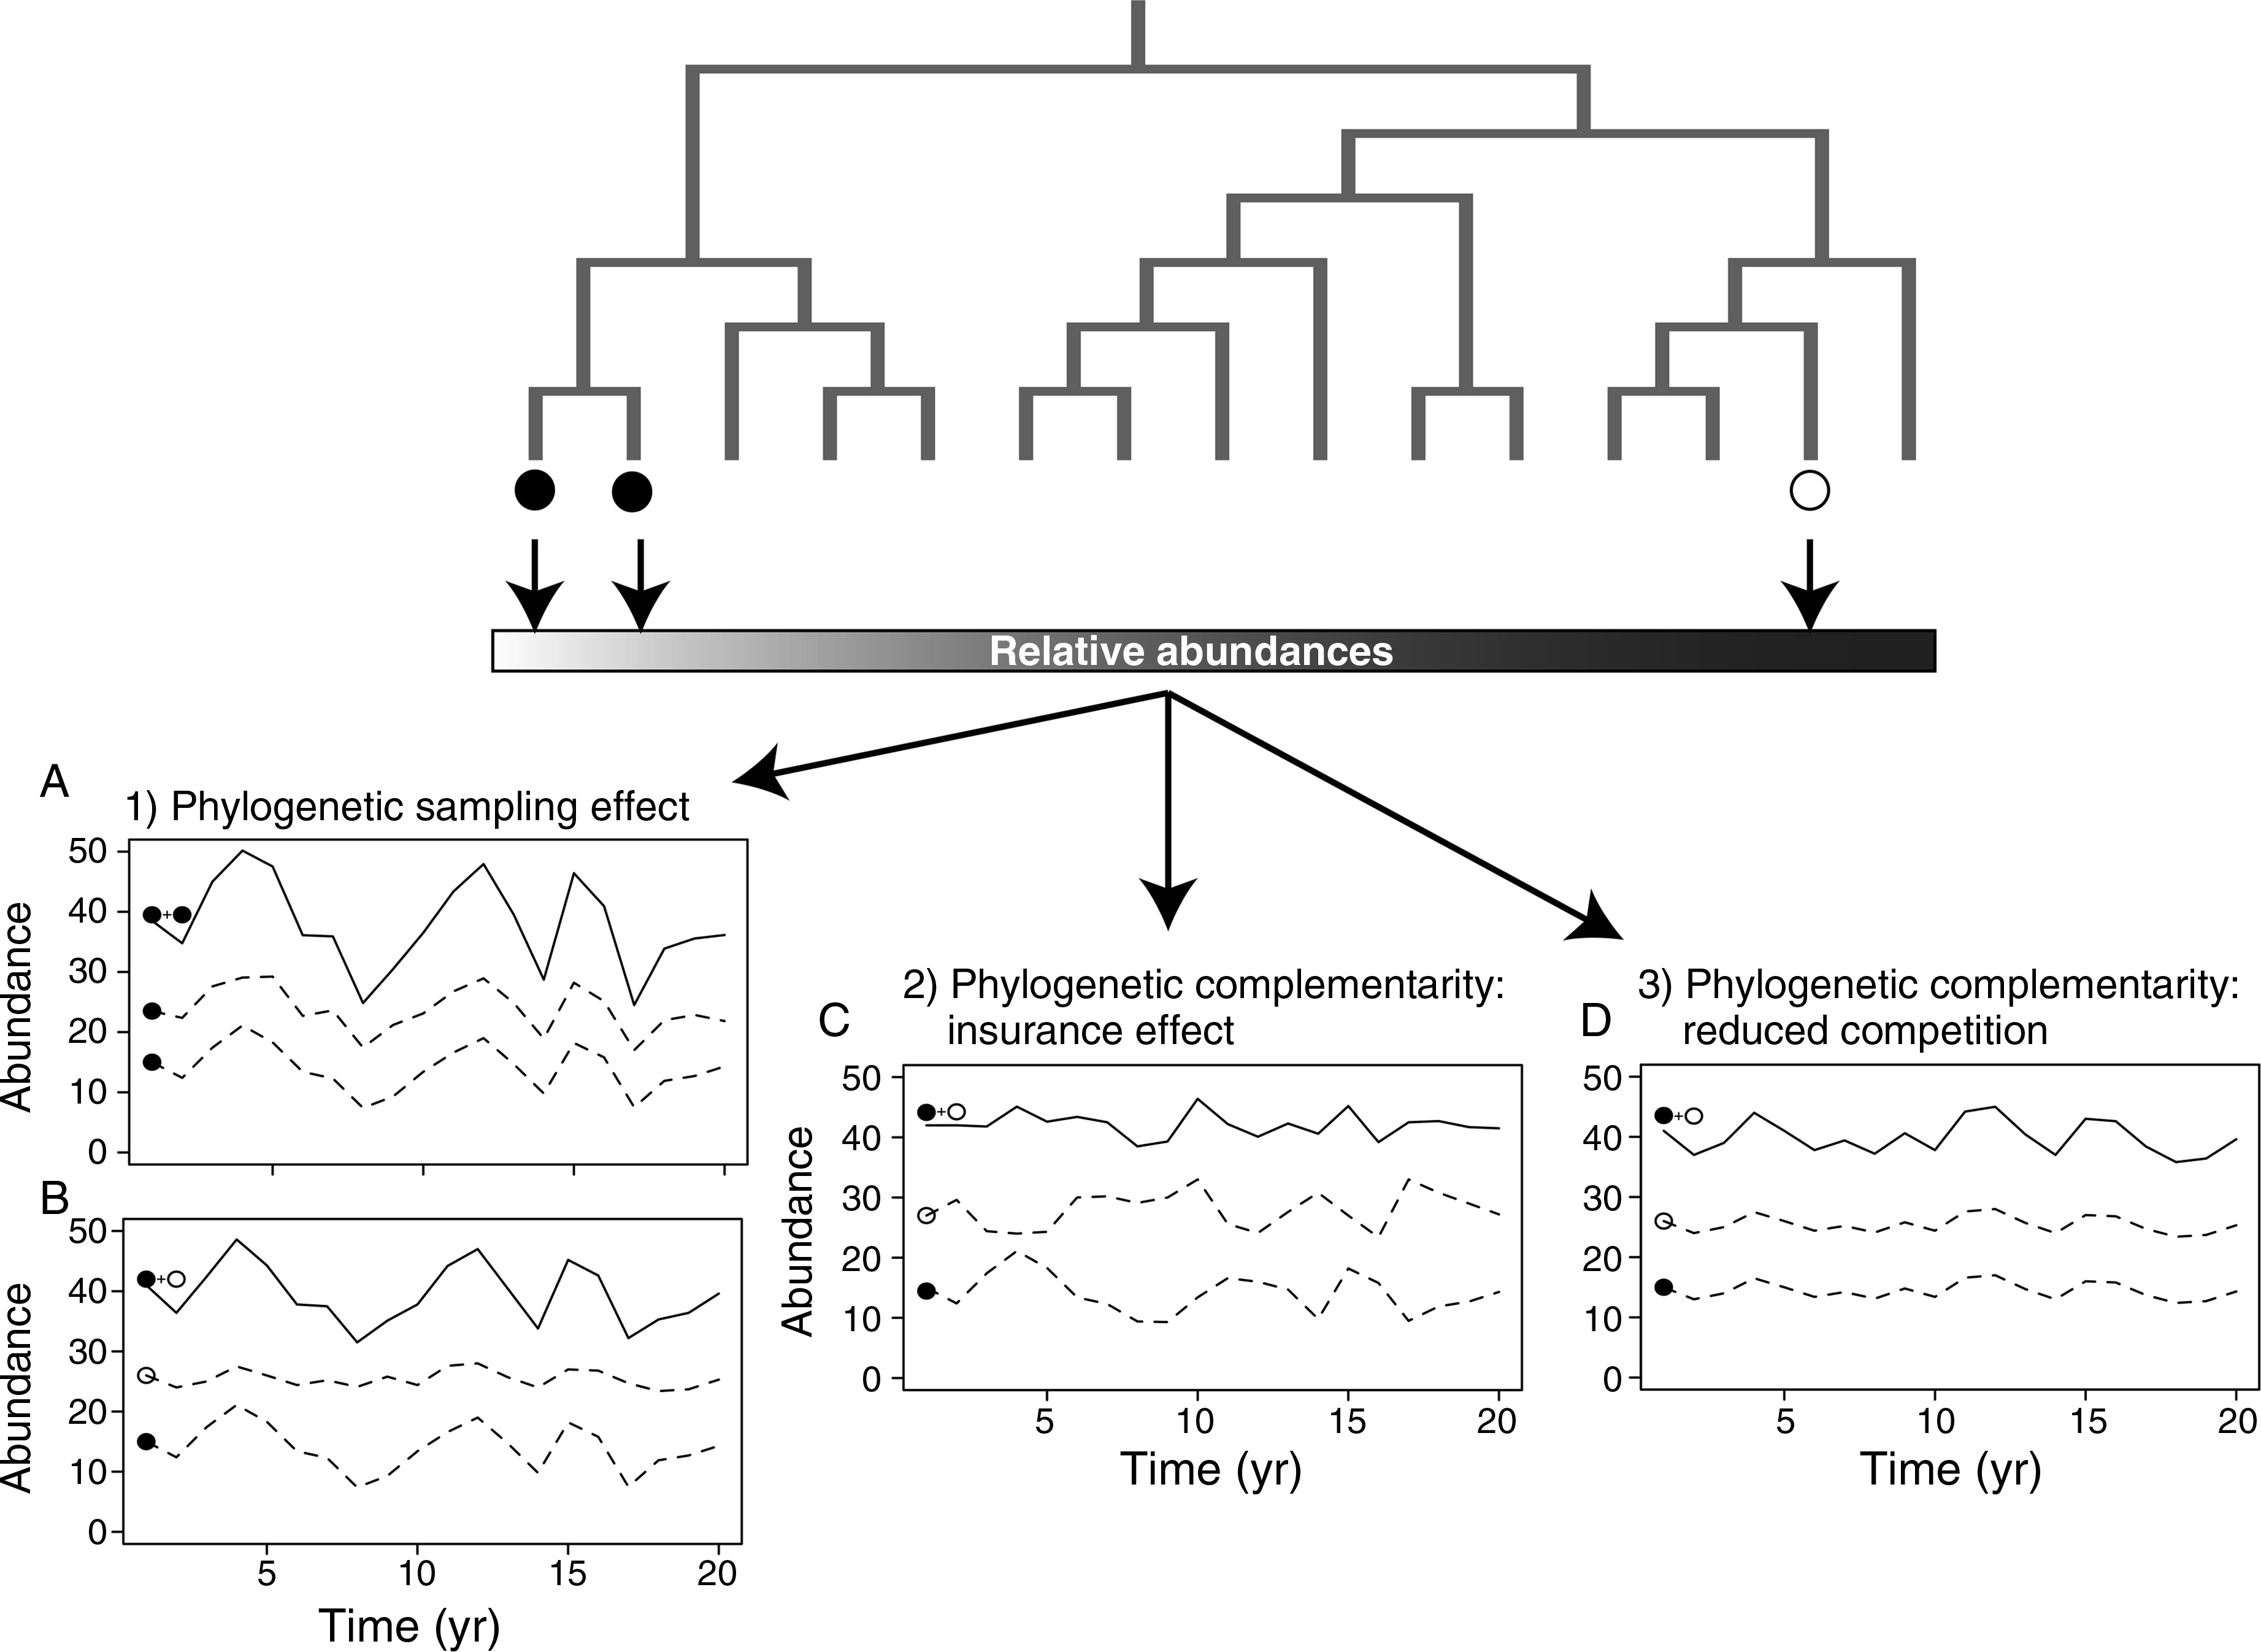 Relative abundances
A
1) Phylogenetic sampling effect
50
40
30
20
10
0
Abundance
+
B
50
40
30
20
10
0
Abundance
+
5 10 15 20
Time (yr)
C
2) Phylogenetic complementarity:
insurance effect
50
40
30
20
10
0
Abundance
+
5 10 15 20
Time (yr)
D
3) Phylogenetic complementarity:
reduced competition
50
40
30
20
10
0
+
5 10 15 20
Time (yr)